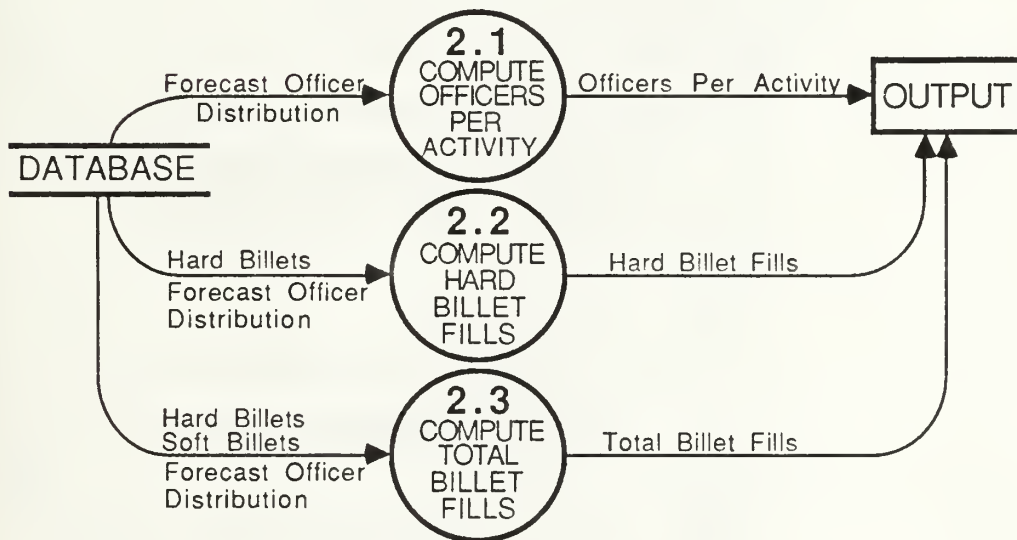 2.1
COMPUTE
OFFICERS
PER
ACTIVITY
Forecast Officer
Distribution
Officers Per Activity
OUTPUT
DATABASE
2.2
COMPUTE
HARD
BILLET
FILLS
Hard Billets
Forecast Officer
Distribution
Hard Billet Fills
2.3
COMPUTE
TOTAL
BILLET
FILLS
Hard Billets
Soft Billets
Forecast Officer
Distribution
Total Billet Fills